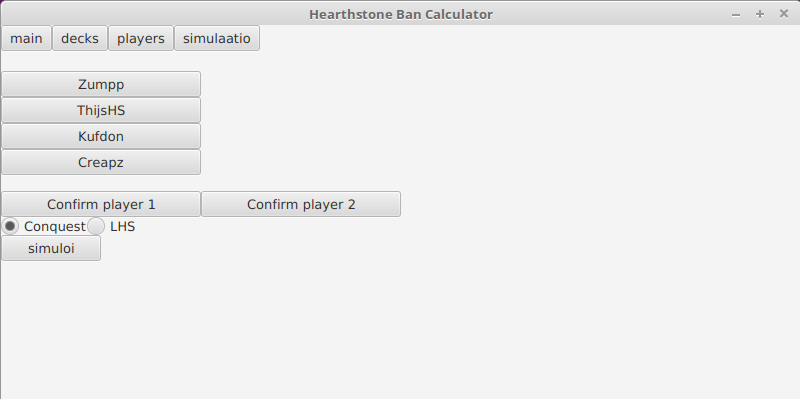 Hearthstone Ban Calculator
main decks players simulaatio
Zumpp
ThijsHS
Kufdon
Creapz
Confirm player 1 Confirm player 2
Conquest LHS
simuloi